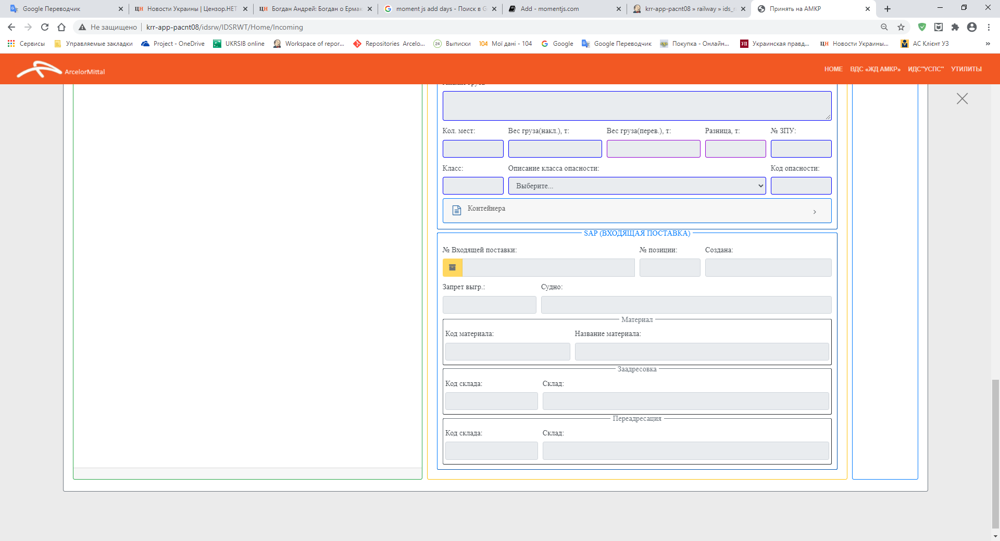 Google Переводчик
Новости Украины | Цензор.НЕТ
Богдан Андрей: Богдан о Ермак
moment js add days - Поиск в G
Add - momentjs.com
krr-app-pacnt08 » railway » ids_r
Принять на АМКР
Не защищено
krr-app-pacnt08/idsrw/IDSRWT/Home/Incoming
Сервисы
Управляемые закладки
Project - OneDrive
UKRSIB online
Workspace of repor...
Repositories Arcelo...
24 Выписки
104 Мої дані - 104
Google
Google Переводчик
Покупка - Онлайн...
УП Украинская правд...
ЦН Новости Украины...
АС Клієнт УЗ
»
ArcelorMittal
HOME
ВДС «ЖД АМКР»
ИДС"УСПС"
УТИЛИТЫ
Кол. мест:
Вес груза(накл.), т:
Вес груза(перев.), т:
Разница, т:
№ ЗПУ:
Класс:
Описание класса опасности:
Код опасности:
Выберите...
Контейнера
SAP (ВХОДЯЩАЯ ПОСТАВКА)
№ Входящей поставки:
№ позиции:
Создана:
Запрет выгр.:
Судно:
Материал
Код материала:
Название материала:
Заадресовка
Код склада:
Склад:
Переадресация
Код склада:
Склад: